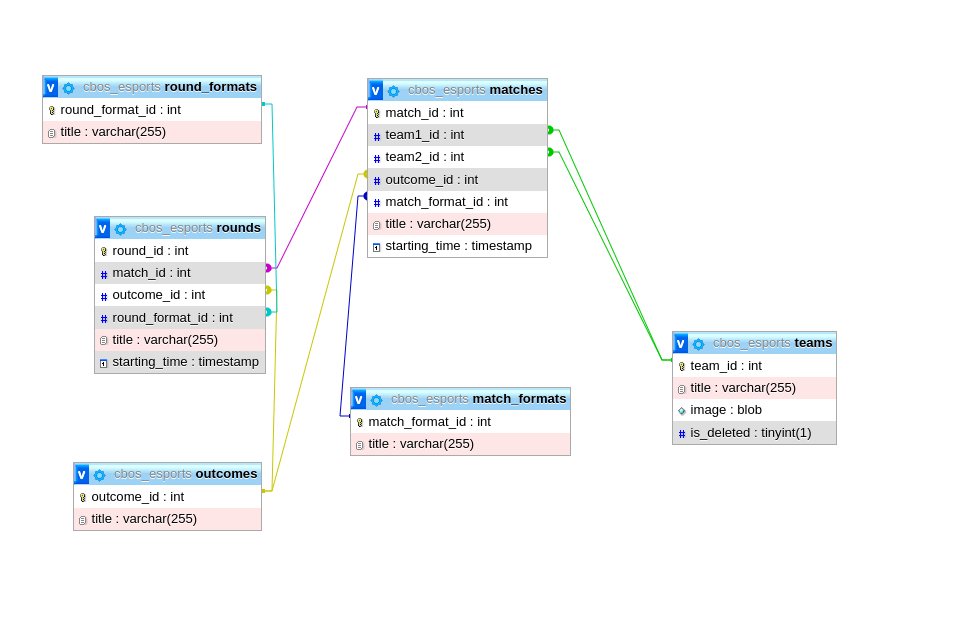 v cbos_esports round_formats
round_format_id : int
title : varchar(255)
v cbos_esports matches
match_id : int
team1_id : int
team2_id : int
outcome_id : int
match_format_id : int
title : varchar(255)
starting_time : timestamp
v cbos_esports rounds
round_id : int
match_id : int
outcome_id : int
round_format_id : int
title : varchar(255)
starting_time : timestamp
v cbos_esports teams
team_id : int
title : varchar(255)
image : blob
is_deleted : tinyint(1)
v cbos_esports match_formats
match_format_id : int
title : varchar(255)
v cbos_esports outcomes
outcome_id : int
title : varchar(255)